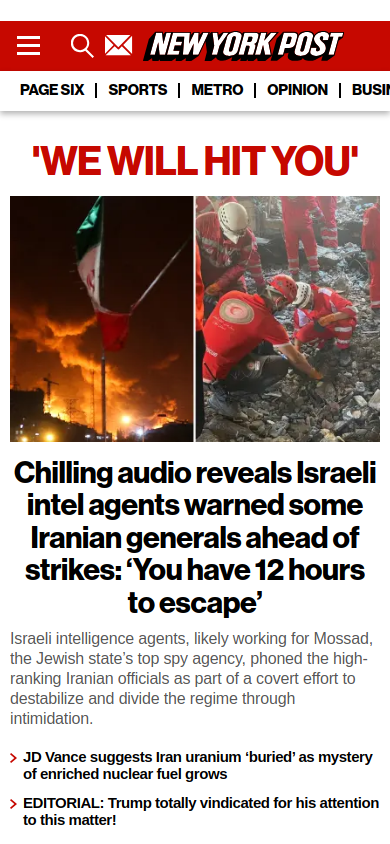 NEW YORK POST
PAGE SIX
SPORTS
METRO
OPINION
BUSI
'WE WILL HIT YOU'
Chilling audio reveals Israeli
intel agents warned some
Iranian generals ahead of
strikes: ‘You have 12 hours
to escape’
Israeli intelligence agents, likely working for Mossad,
the Jewish state’s top spy agency, phoned the high-
ranking Iranian officials as part of a covert effort to
destabilize and divide the regime through
intimidation.
JD Vance suggests Iran uranium ‘buried’ as mystery
of enriched nuclear fuel grows
EDITORIAL: Trump totally vindicated for his attention
to this matter!